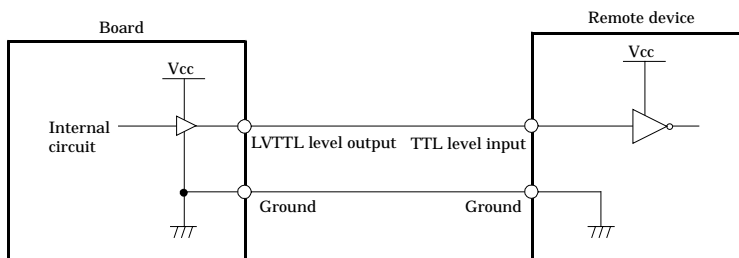 Board
Remote device
Vcc
Vcc
Internal
circuit
LVTTL level output
TTL level input
Ground
Ground